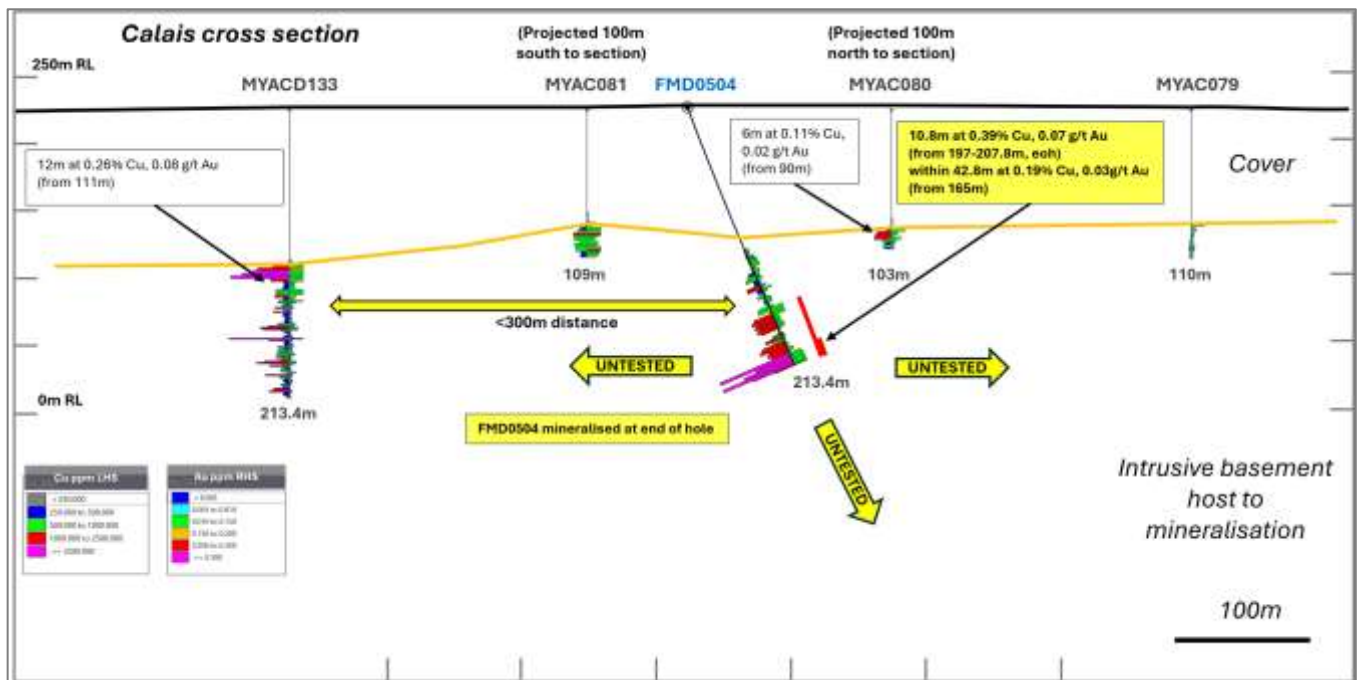 Calais cross section
(Projected 100m
south to section)
(Projected 100m
north to section)
250m RL
MYACD133
MYAC081
FMD0504
MYAC080
MYAC079
12m at 0.26% Cu, 0.08 g/t Au
(from 111m)
6m at 0.11% Cu,
0.02 g/t Au
(from 90m)
10.8m at 0.39% Cu, 0.07 g/t Au
(from 197-207.8m, eoh)
within 42.8m at 0.19% Cu, 0.03g/t Au
(from 165m)
Cover
109m
103m
110m
<300m distance
UNTESTED
UNTESTED
213.4m
0m RL
213.4m
FMD0504 mineralised at end of hole
UNTESTED
Intrusive basement
host to
mineralisation
Cu ppm LHS
Au ppm RHS
100m